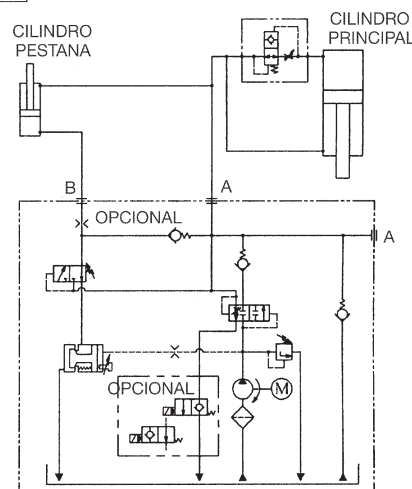 CILINDRO
PESTANA
CILINDRO
PRINCIPAL
B
A
OPCIONAL
A
OPCIONAL
M